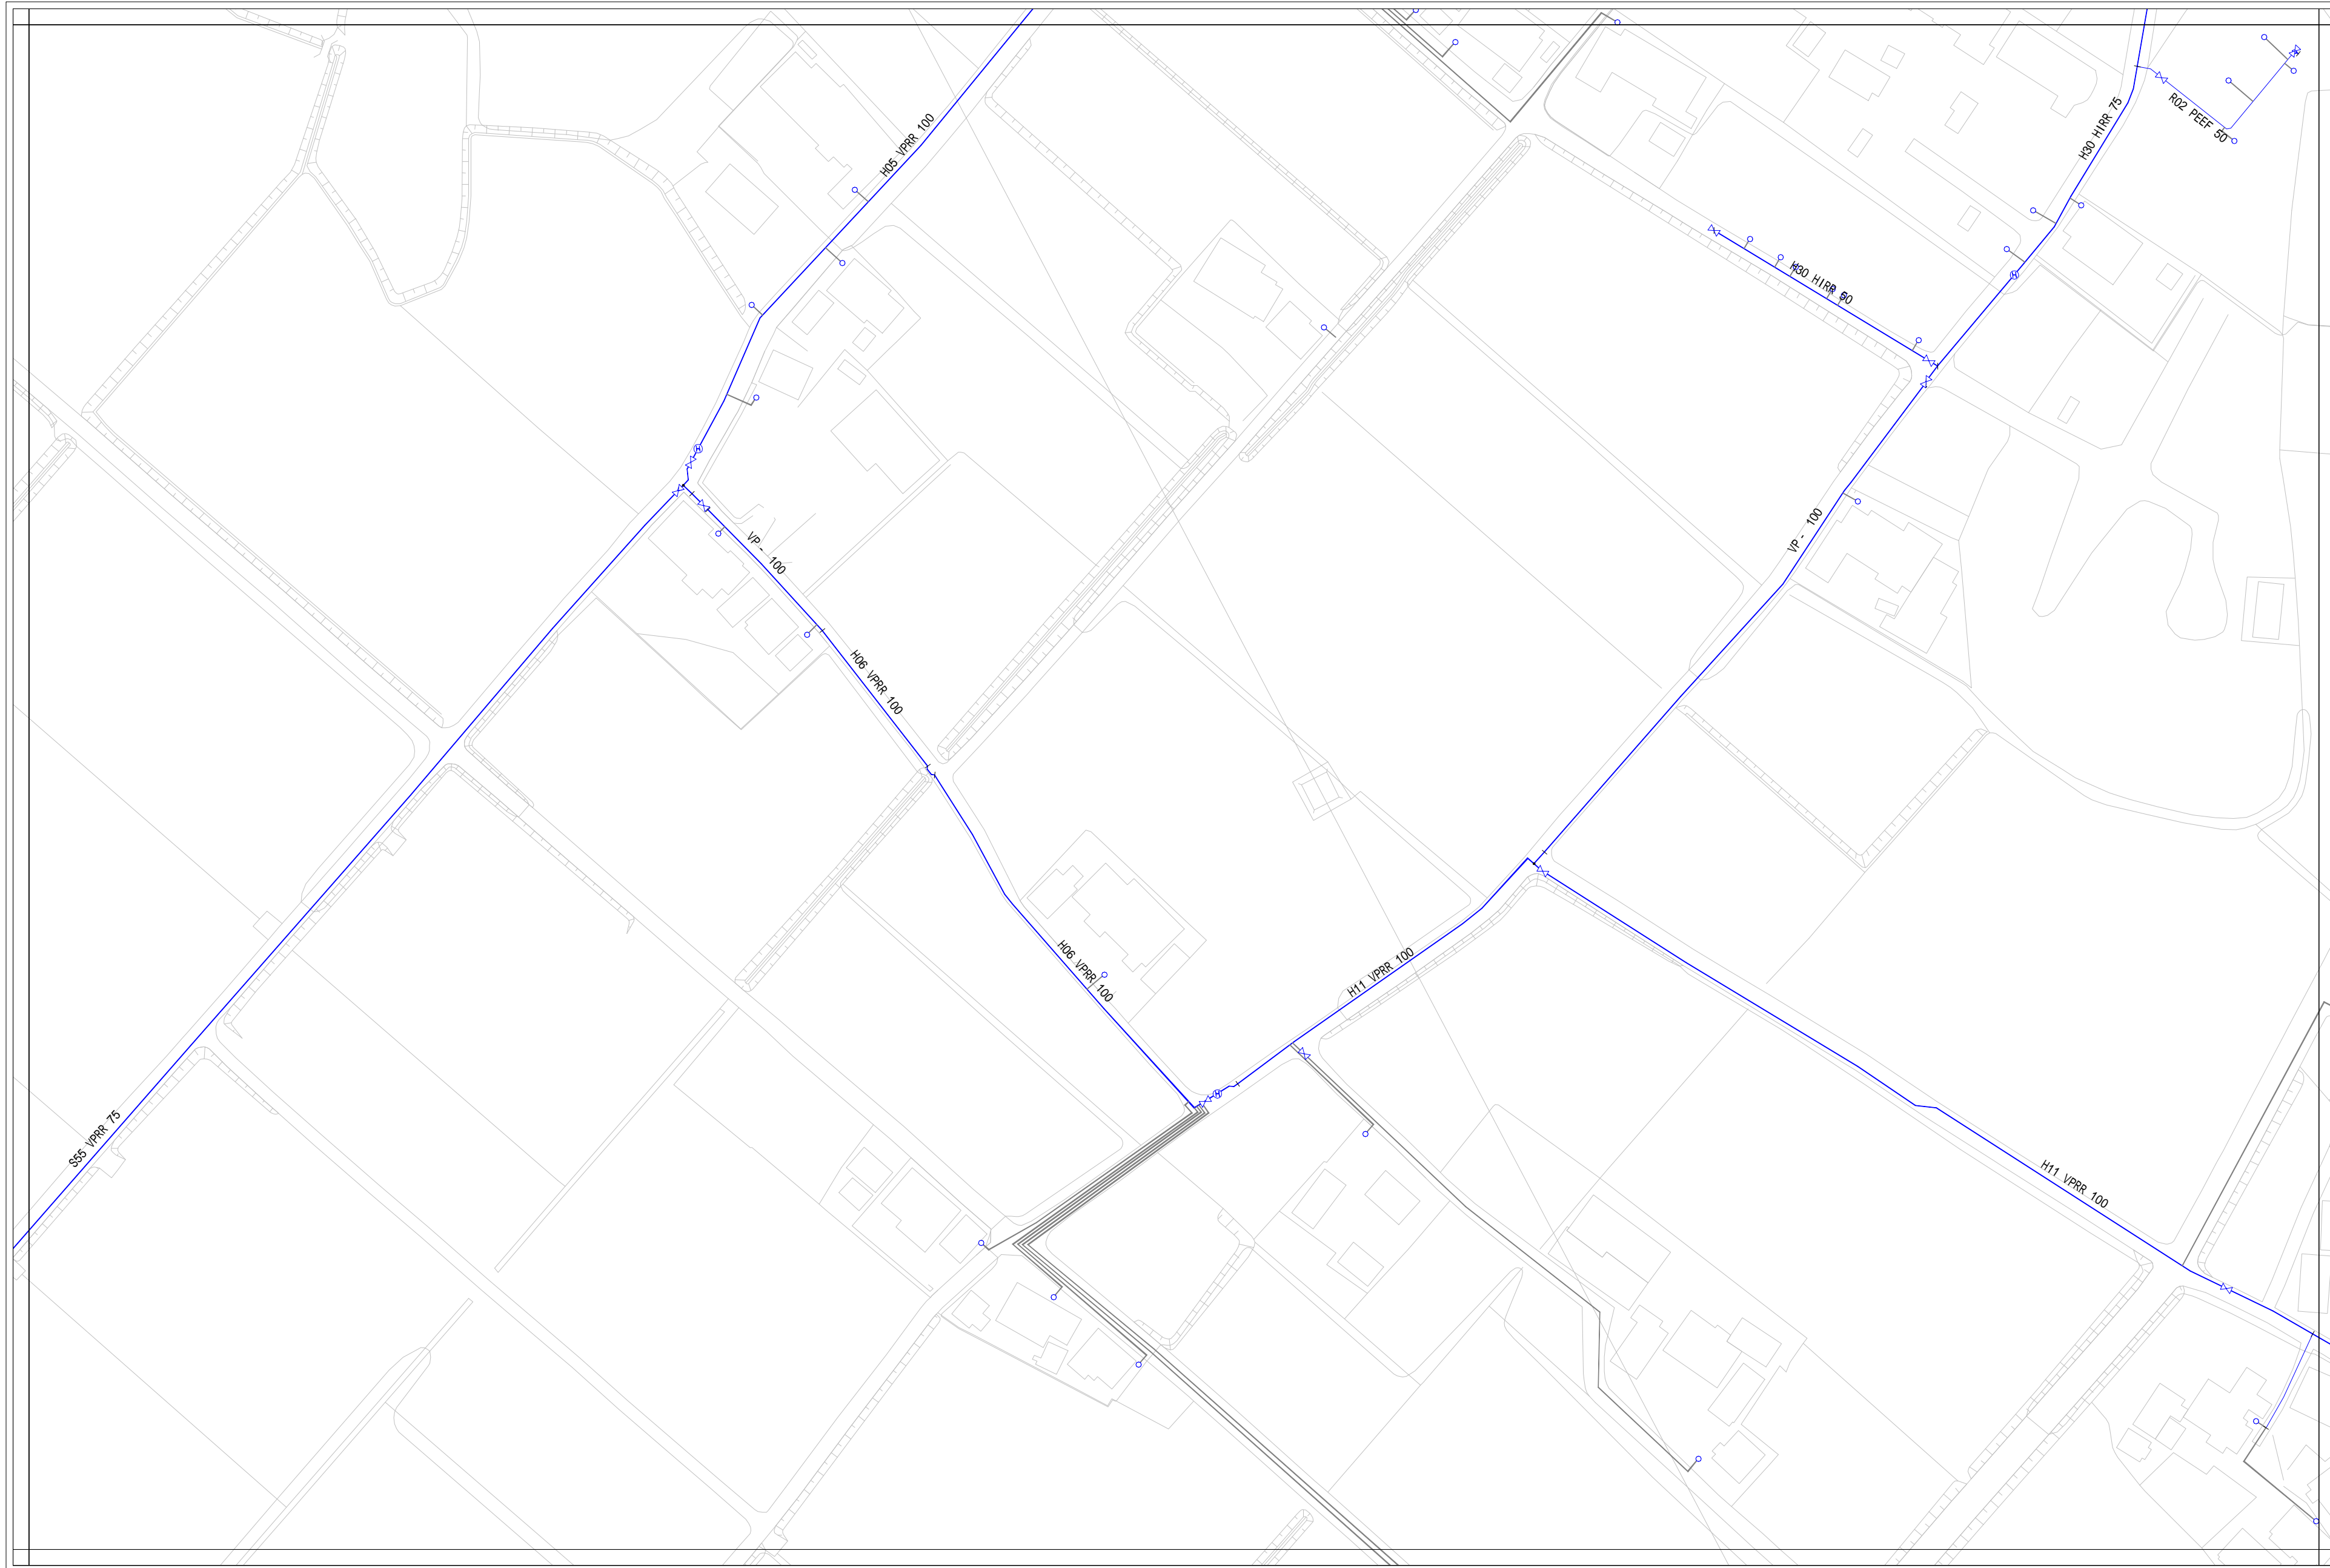 H05 VPRR 100
H30 HIRR 75
R02 PEEF 50
H30 HIRR 50
VP - 100
VP - 100
H06 VPRR 100
H06 VPRR 100
H11 VPRR 100
S55 VPRR 75
H11 VPRR 100
H
H
H